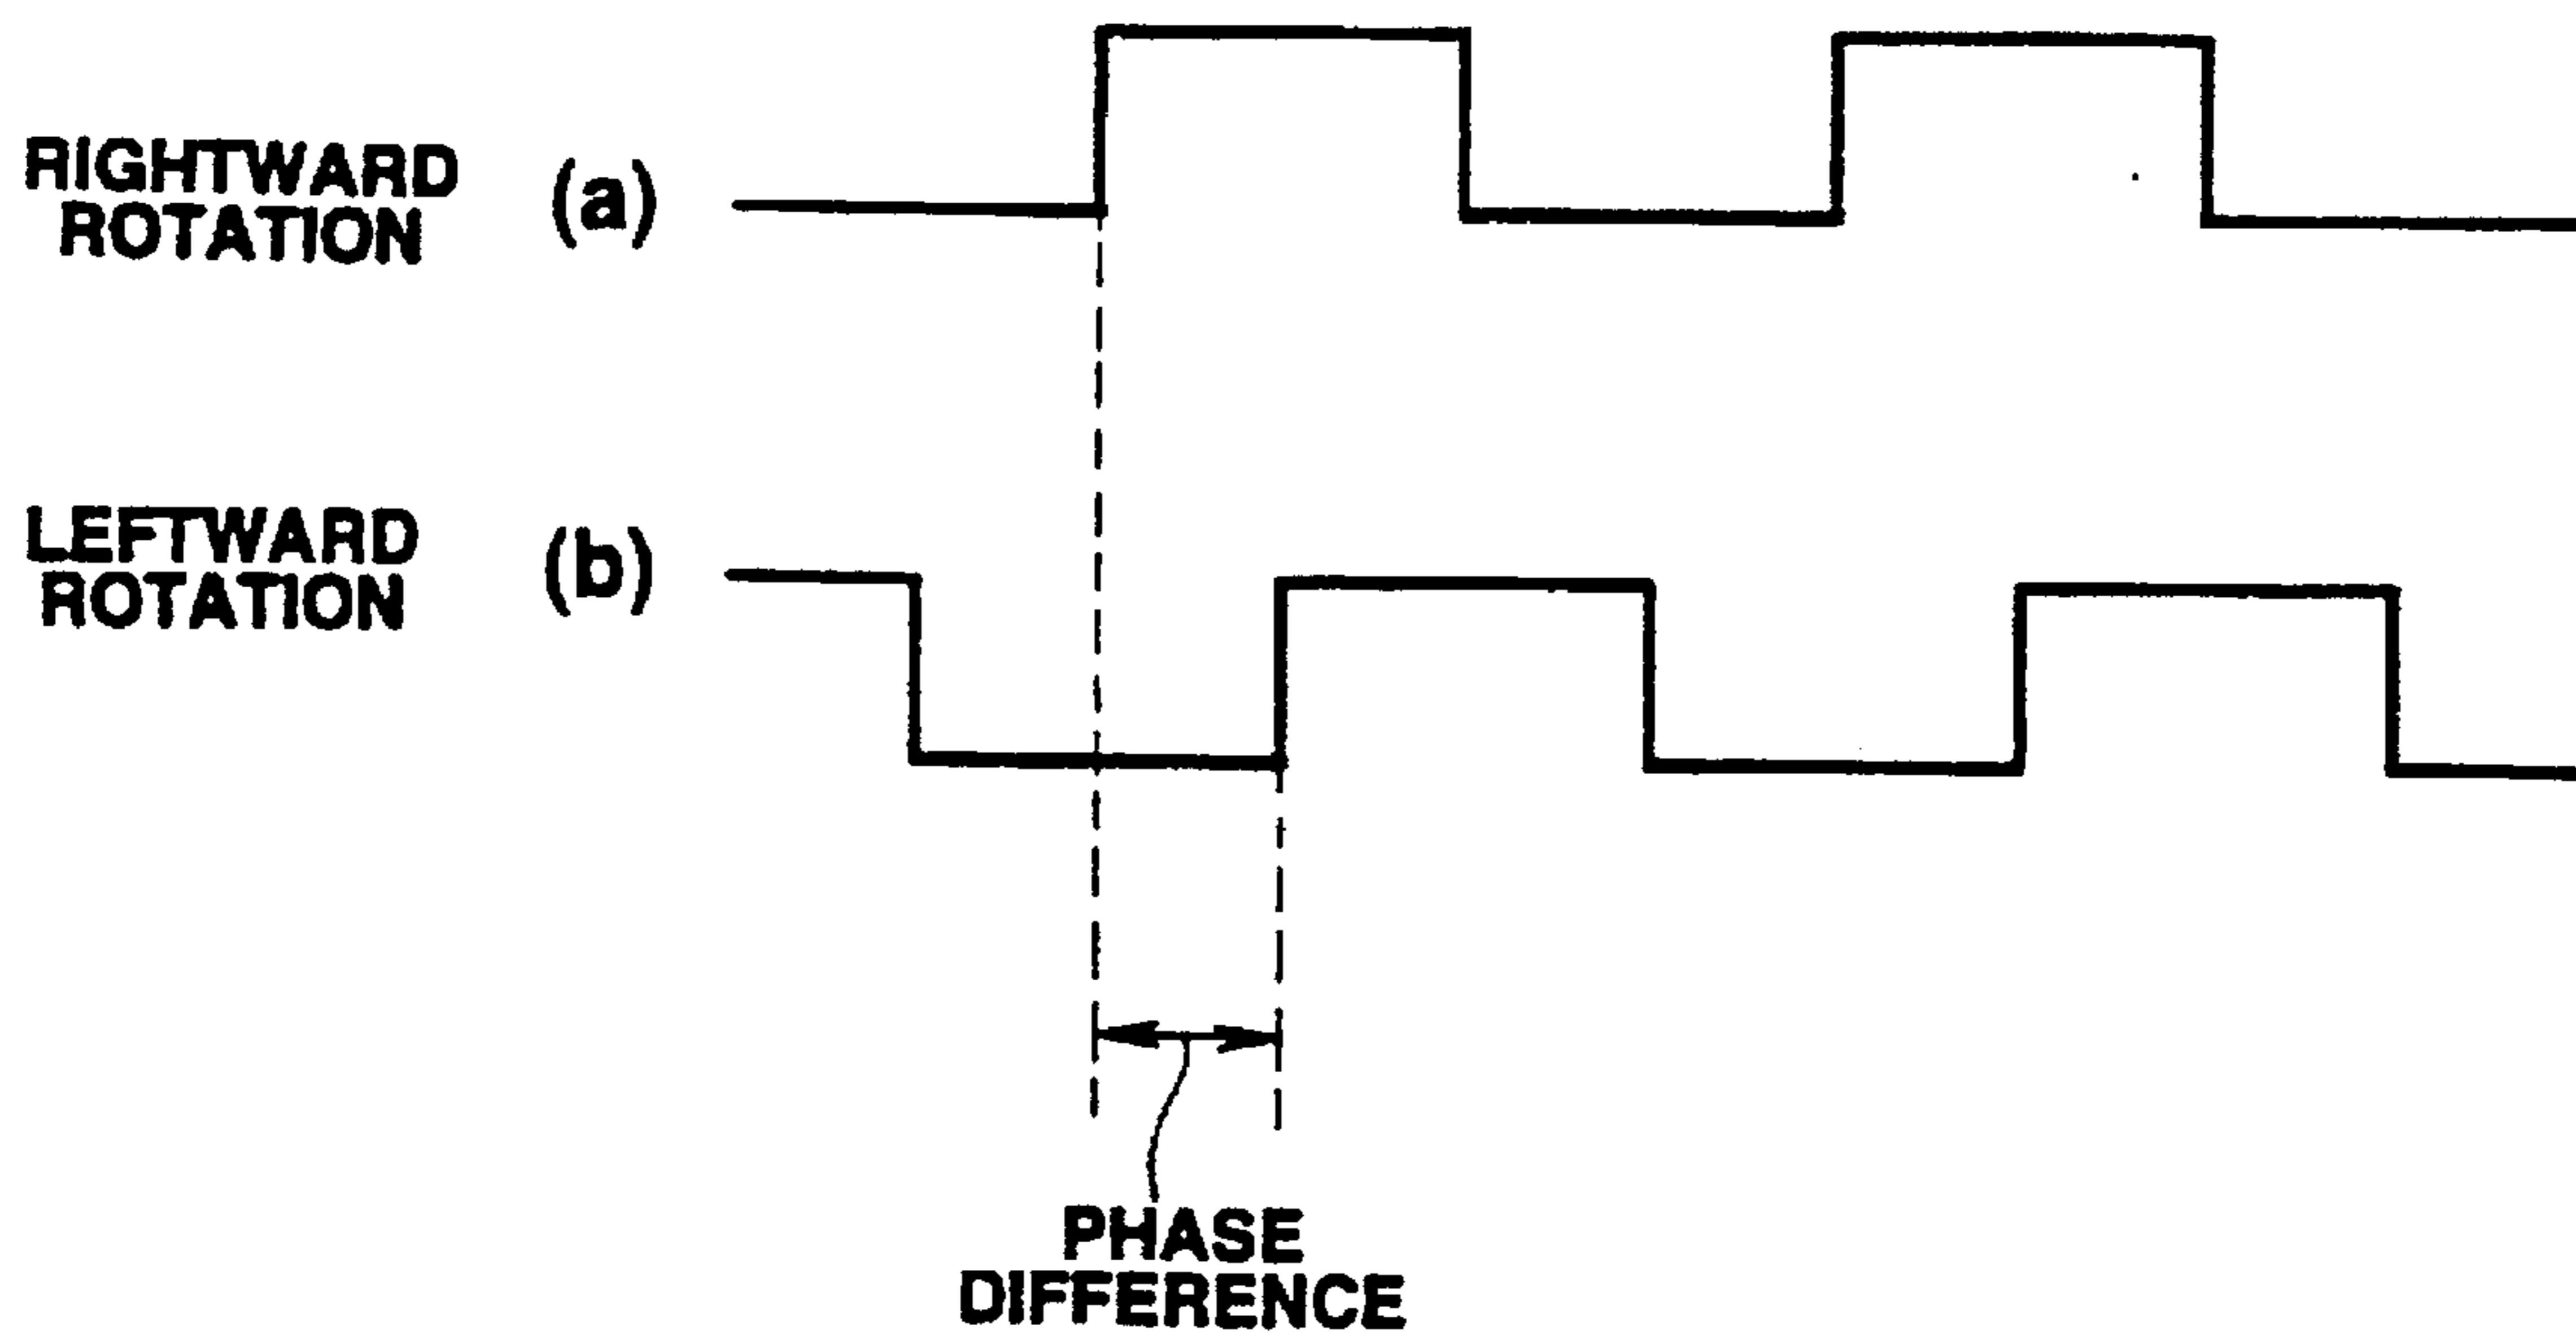 RIGHTWARD
ROTATION
(a)
LEFTWARD
ROTATION
(b)
PHASE
DIFFERENCE